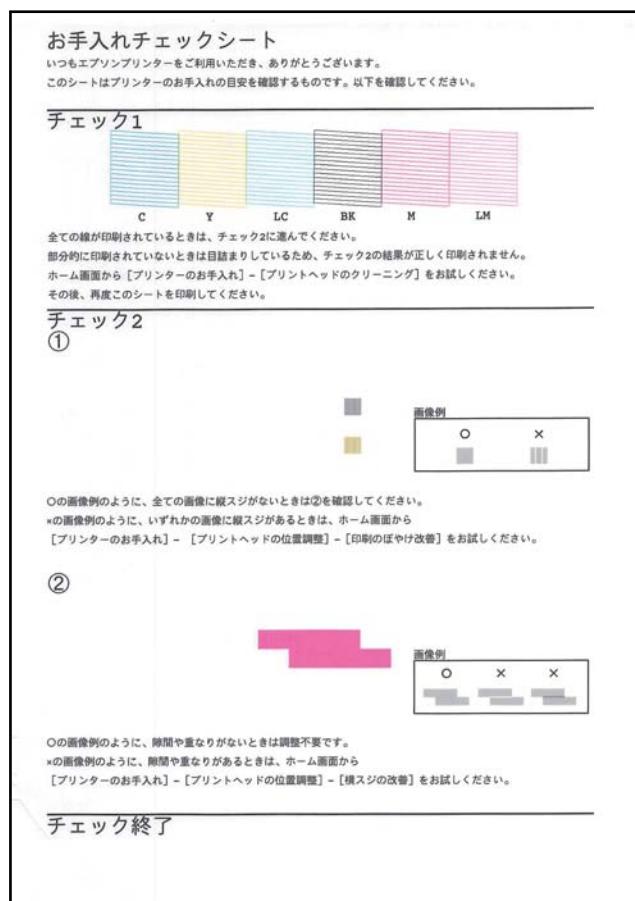 お手入れチェックシート
いつもエプソンプリンターをご利用いただき、ありがとうございます。
このシートはプリンターのお手入れの目安を確認するものです。以下を確認してください。
チェック1
C Y LC BK M LM
全ての線が印刷されているときは、チェック2に進んでください。
部分的に印刷されていないときは目詰まりしているため、チェック2の結果が正しく印刷されません。
ホーム画面から［プリンターのお手入れ］－［プリントヘッドのクリーニング］をお試しください。
その後、再度このシートを印刷してください。
チェック2
①
画像例
○ ×
○の画像例のように、全ての画像に縦スジがないときは②を確認してください。
×の画像例のように、いずれかの画像に縦スジがあるときは、ホーム画面から
［プリンターのお手入れ］－ ［プリントヘッドの位置調整］－［印刷のぼやけ改善］をお試しください。
②
画像例
○ × ×
○の画像例のように、隙間や重なりがないときは調整不要です。
×の画像例のように、隙間や重なりがあるときは、ホーム画面から
［プリンターのお手入れ］－［プリントヘッドの位置調整］－［横スジの改善］をお試しください。
チェック終了